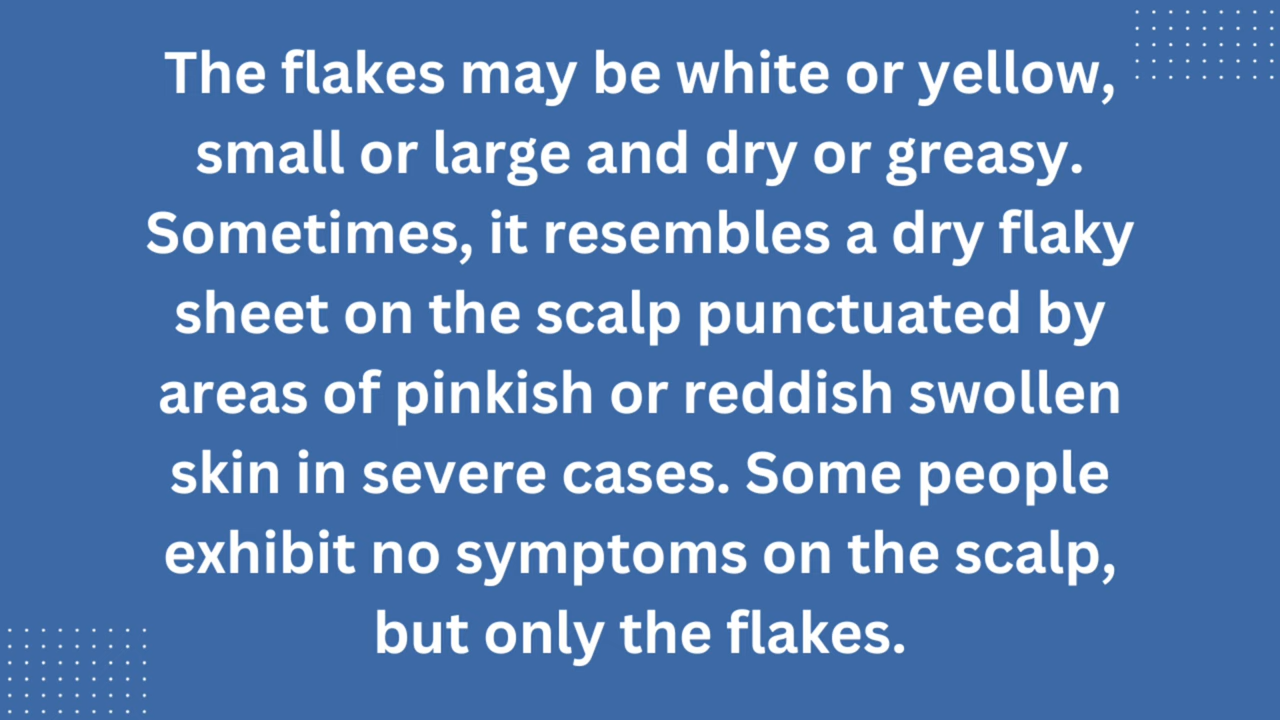 The flakes may be white or yellow,
small or large and dry or greasy.
Sometimes, it resembles a dry flaky
sheet on the scalp punctuated by
areas of pinkish or reddish swollen
skin in severe cases. Some people
exhibit no symptoms on the scalp,
but only the flakes.